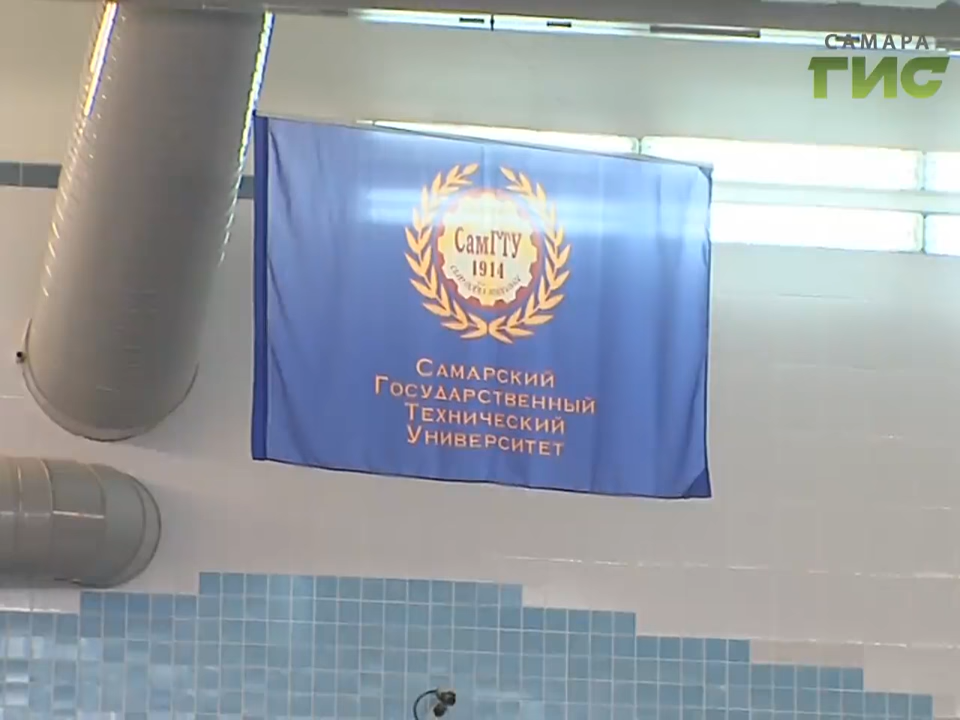 САМАРА
ГИС
СамГТУ
1914
Самарский
Государственный
Технический
Университет